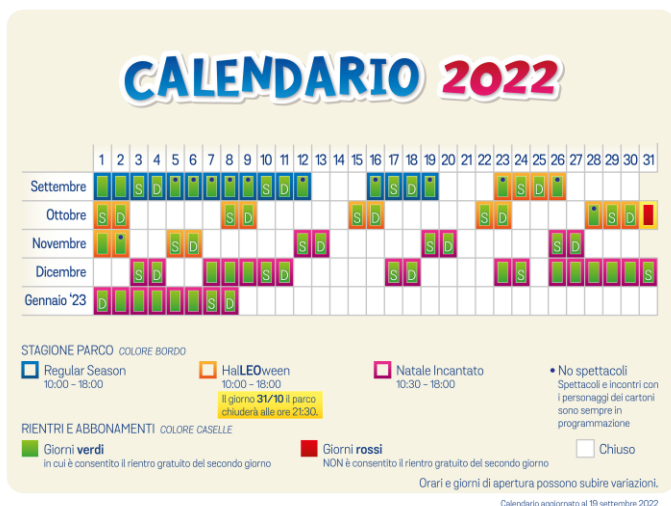 CALENDARIO 2022
1 2 3 4 5 6 7 8 9 10 11 12 13 14 15 16 17 18 19 20 21 22 23 24 25 26 27 28 29 30 31
Settembre S D S D S D S D
Ottobre S D S D S D S D S D
Novembre S D S D S D S D
Dicembre S D S D S D S S
Gennaio '23 D S D
STAGIONE PARCO COLORE BORDO
Regular Season
10:00 - 18:00
HalLEOween
10:00 - 18:00
Il giorno 31/10 il parco
chiuderà alle ore 21:30.
Natale Incantato
10:30 - 18:00
• No spettacoli
Spettacoli e incontri con
i personaggi dei cartoni
sono sempre in
programmazione
RIENTRI E ABBONAMENTI COLORE CASELLE
Giorni verdi
in cui è consentito il rientro gratuito del secondo giorno
Giorni rossi
NON è consentito il rientro gratuito del secondo giorno
Chiuso
Orari e giorni di apertura possono subire variazioni.
Calendario aggiornato al 19 settembre 2022